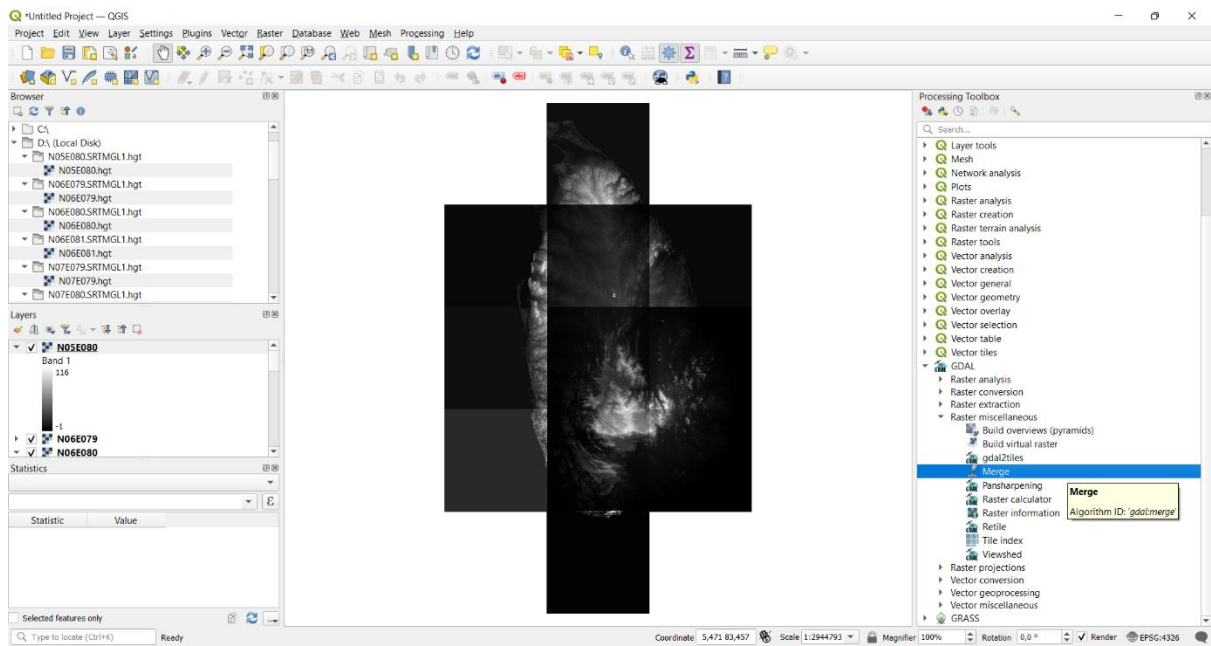 *Untitled Project — QGIS
Project Edit View Layer Settings Plugins Vector Raster Database Web Mesh Processing Help
Browser
C:\
D:\ (Local Disk)
N05E080.SRTMGL1.hgt
N05E080.hgt
N06E079.SRTMGL1.hgt
N06E079.hgt
N06E080.SRTMGL1.hgt
N06E080.hgt
N06E081.SRTMGL1.hgt
N06E081.hgt
N07E079.SRTMGL1.hgt
N07E079.hgt
N07E080.SRTMGL1.hgt
Layers
N05E080
Band 1
116
-1
N06E079
N06E080
Statistics
Statistic Value
Selected features only
Processing Toolbox
Search...
Layer tools
Mesh
Network analysis
Plots
Raster analysis
Raster creation
Raster terrain analysis
Raster tools
Vector analysis
Vector creation
Vector general
Vector geometry
Vector overlay
Vector selection
Vector table
Vector tiles
GDAL
Raster analysis
Raster conversion
Raster extraction
Raster miscellaneous
Build overviews (pyramids)
Build virtual raster
gdal2tiles
Merge
Pansharpening
Raster calculator
Raster information
Retile
Tile index
Viewshed
Raster projections
Vector conversion
Vector geoprocessing
Vector miscellaneous
GRASS
Merge
Algorithm ID: 'gdal:merge'
Type to locate (Ctrl+K) Ready Coordinate 5,471 83,457 Scale 1:2944793 Magnifier 100% Rotation 0,0 ° Render EPSG:4326